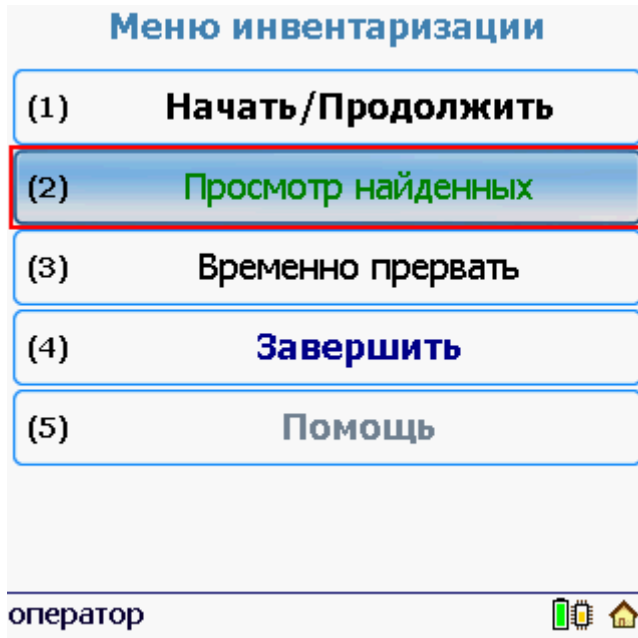 Меню инвентаризации
(1) Начать/Продолжить
(2) Просмотр найденных
(3) Временно прервать
(4) Завершить
(5) Помощь
оператор